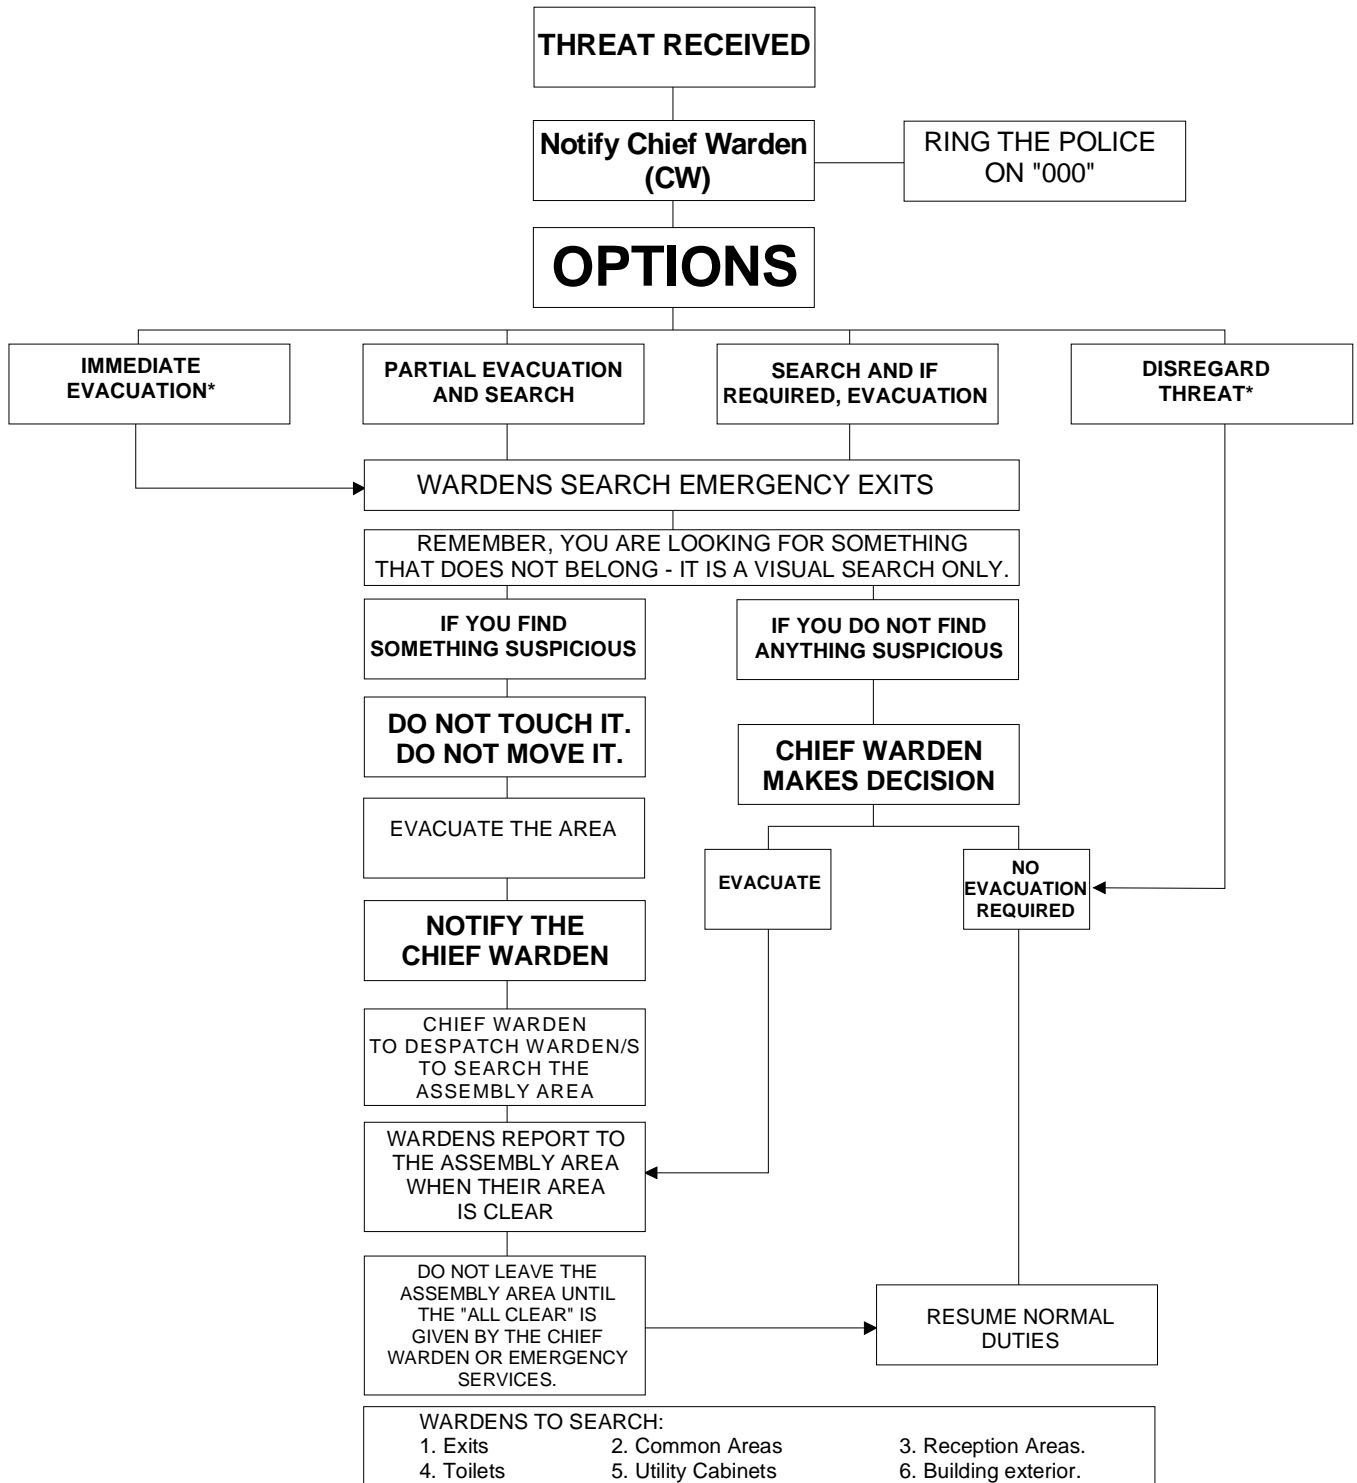 THREAT RECEIVED
Notify Chief Warden
(CW)
RING THE POLICE
ON "000"
OPTIONS
IMMEDIATE
EVACUATION*
PARTIAL EVACUATION
AND SEARCH
SEARCH AND IF
REQUIRED, EVACUATION
DISREGARD
THREAT*
WARDENS SEARCH EMERGENCY EXITS
REMEMBER, YOU ARE LOOKING FOR SOMETHING
THAT DOES NOT BELONG - IT IS A VISUAL SEARCH ONLY.
IF YOU FIND
SOMETHING SUSPICIOUS
IF YOU DO NOT FIND
ANYTHING SUSPICIOUS
DO NOT TOUCH IT.
DO NOT MOVE IT.
CHIEF WARDEN
MAKES DECISION
EVACUATE THE AREA
EVACUATE
NO
EVACUATION
REQUIRED
NOTIFY THE
CHIEF WARDEN
CHIEF WARDEN
TO DESPATCH WARDEN/S
TO SEARCH THE
ASSEMBLY AREA
WARDENS REPORT TO
THE ASSEMBLY AREA
WHEN THEIR AREA
IS CLEAR
DO NOT LEAVE THE
ASSEMBLY AREA UNTIL
THE "ALL CLEAR" IS
GIVEN BY THE CHIEF
WARDEN OR EMERGENCY
SERVICES.
RESUME NORMAL
DUTIES
WARDENS TO SEARCH:
1. Exits 2. Common Areas 3. Reception Areas.
4. Toilets 5. Utility Cabinets 6. Building exterior.